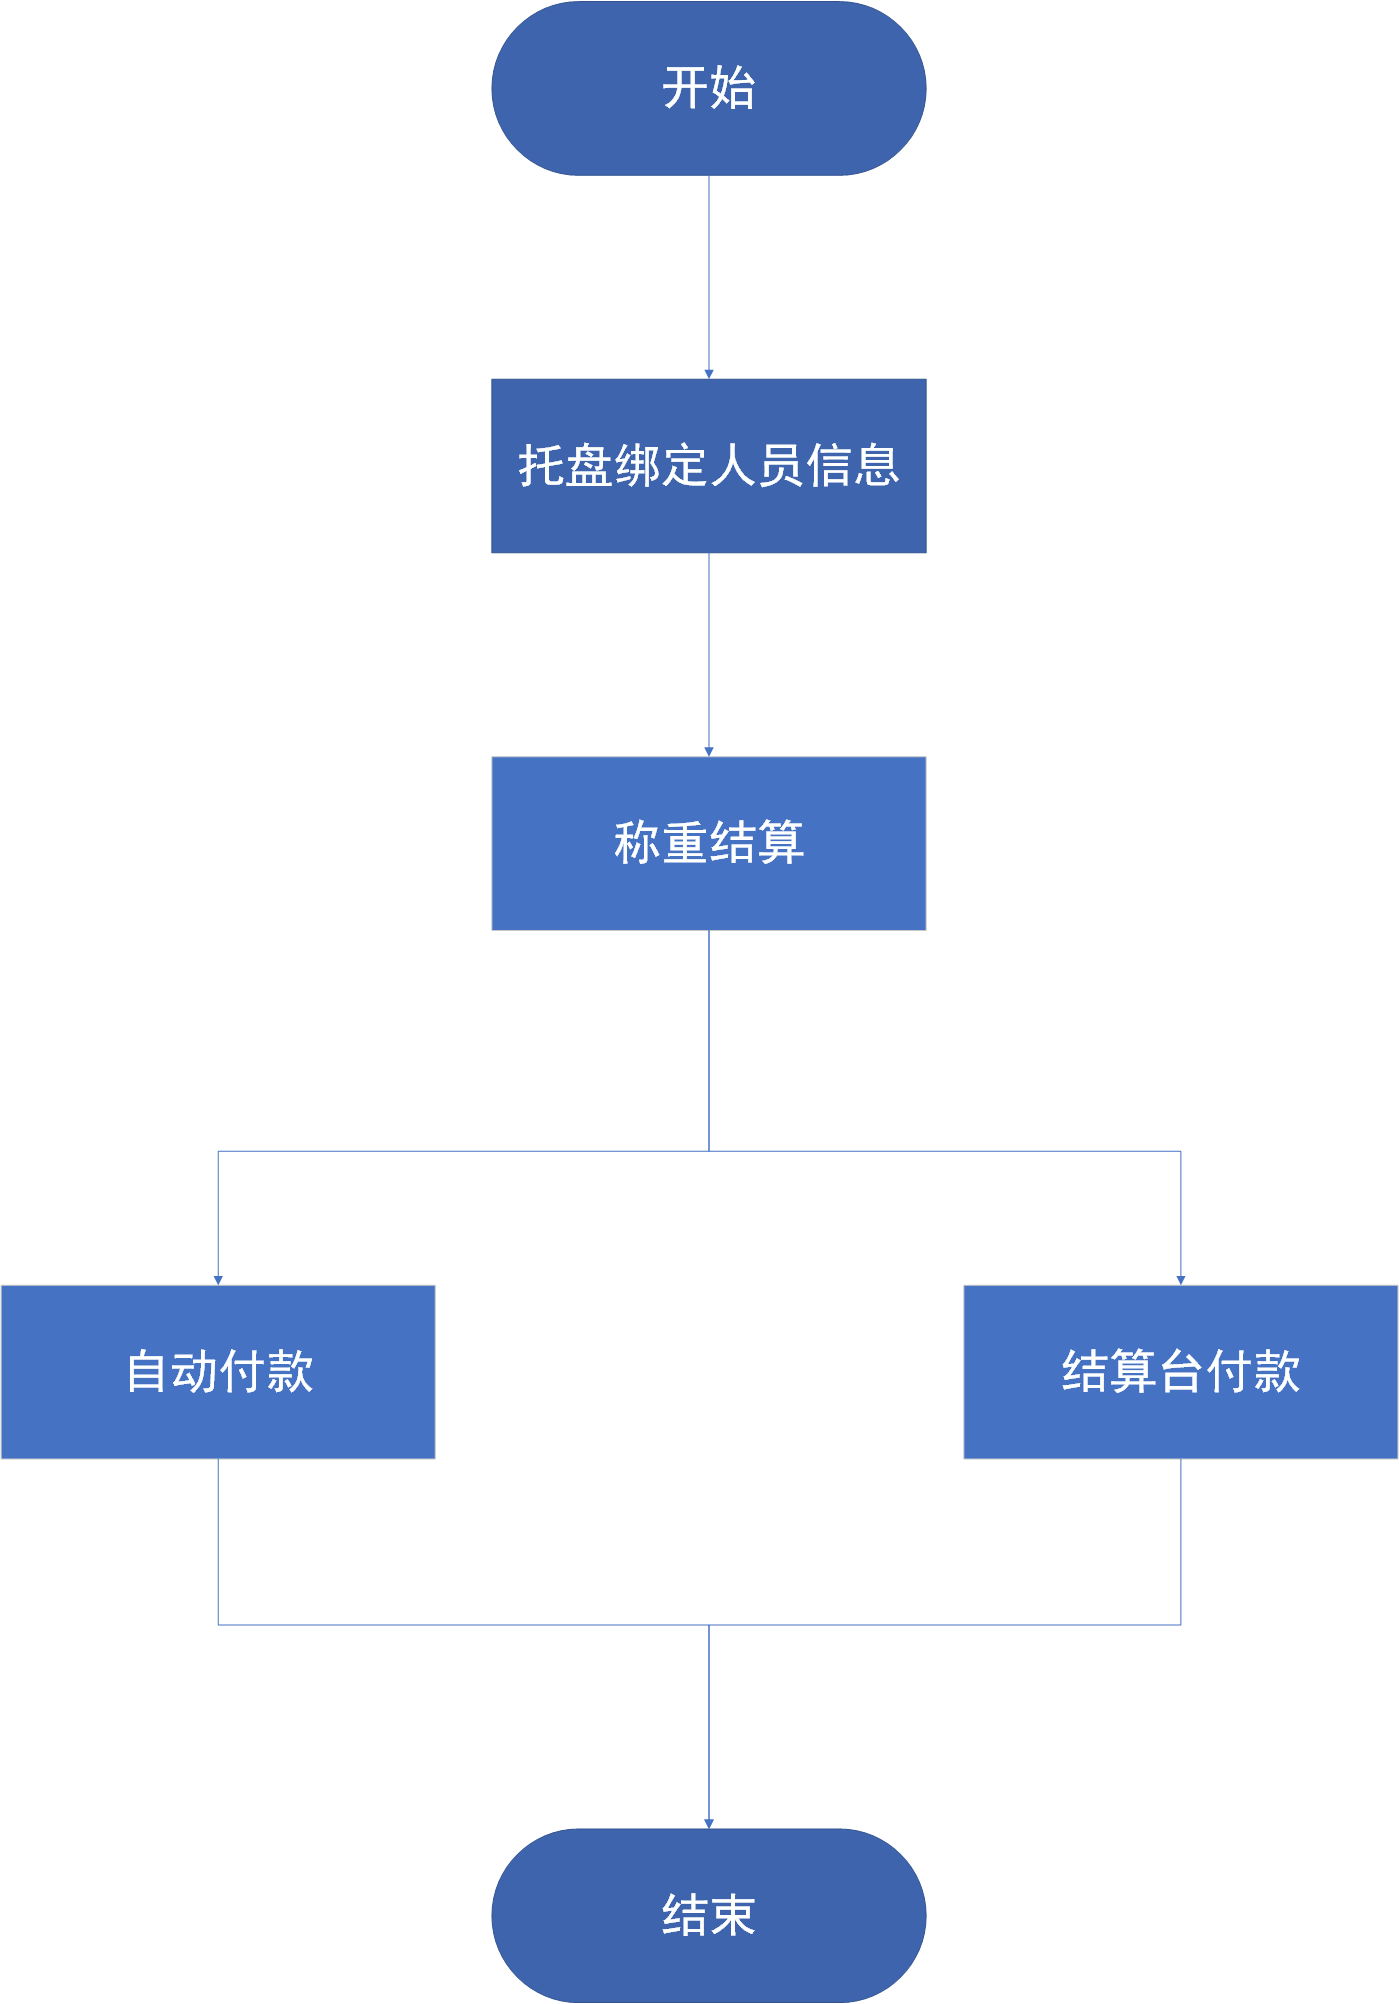 开始
托盘绑定人员信息
称重结算
自动付款
结算台付款
结束